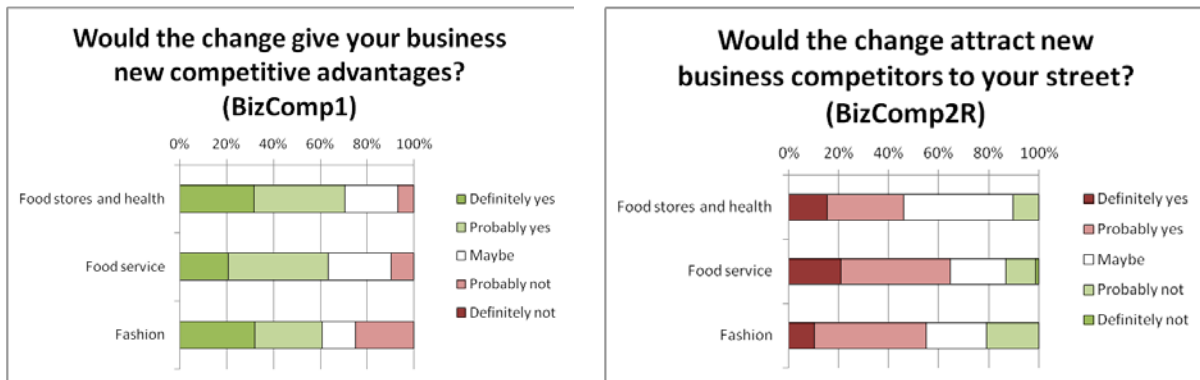 Would the change give your business
new competitive advantages?
(BizComp1)
0% 20% 40% 60% 80% 100%
Food stores and health
Food service
Fashion
Definitely yes
Probably yes
Maybe
Probably not
Definitely not
Would the change attract new
business competitors to your street?
(BizComp2R)
0% 20% 40% 60% 80% 100%
Food stores and health
Food service
Fashion
Definitely yes
Probably yes
Maybe
Probably not
Definitely not